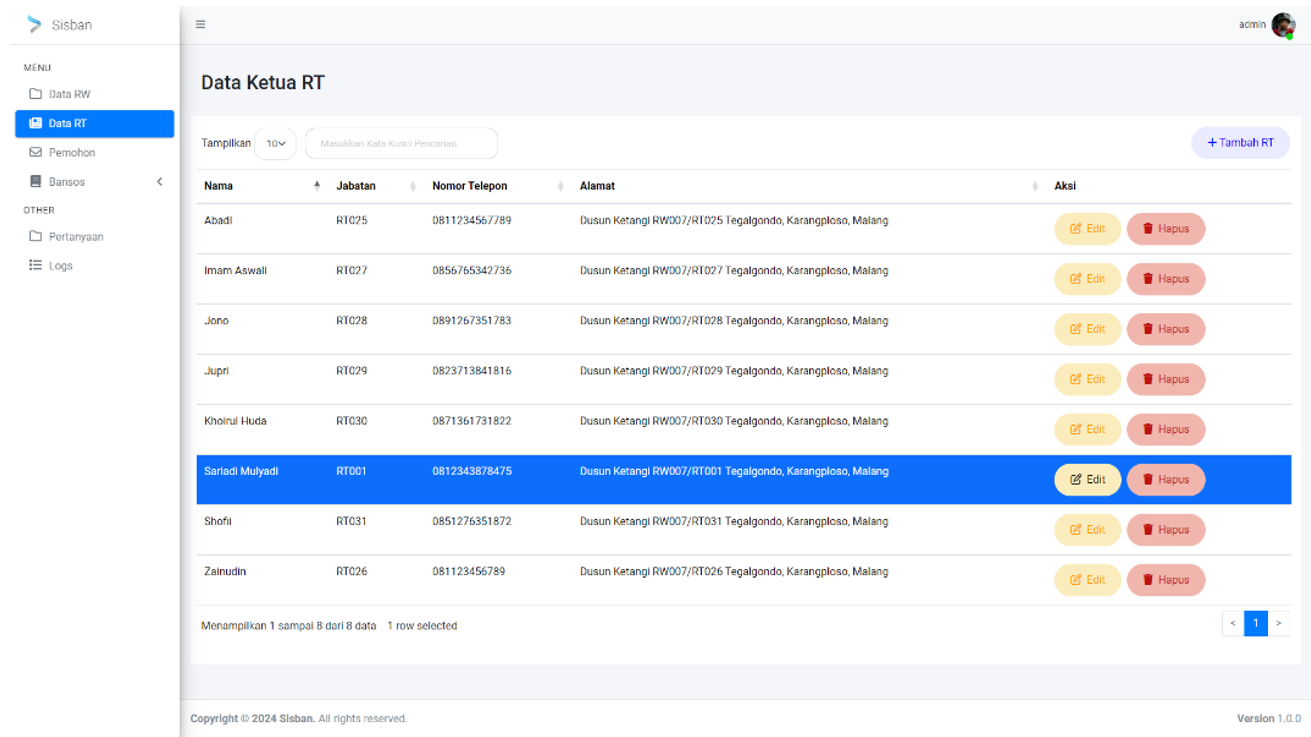 Sisban
admin
MENU
Data RW
Data RT
Pemohon
Bansos
OTHER
Pertanyaan
Logs
Data Ketua RT
Tampilkan 10 Masukkan Kata Kunci Pencarian + Tambah RT
Nama Jabatan Nomor Telepon Alamat Aksi
Abadi RT025 0811234567789 Dusun Ketangi RW007/RT025 Tegalgondo, Karangploso, Malang Edit Hapus
Imam Aswali RT027 0856765342736 Dusun Ketangi RW007/RT027 Tegalgondo, Karangploso, Malang Edit Hapus
Jono RT028 0891267351783 Dusun Ketangi RW007/RT028 Tegalgondo, Karangploso, Malang Edit Hapus
Jupri RT029 0823713841816 Dusun Ketangi RW007/RT029 Tegalgondo, Karangploso, Malang Edit Hapus
Khoirul Huda RT030 0871361731822 Dusun Ketangi RW007/RT030 Tegalgondo, Karangploso, Malang Edit Hapus
Sariadi Mulyadi RT001 0812343878475 Dusun Ketangi RW007/RT001 Tegalgondo, Karangploso, Malang Edit Hapus
Shofii RT031 0851276351872 Dusun Ketangi RW007/RT031 Tegalgondo, Karangploso, Malang Edit Hapus
Zainudin RT026 081123456789 Dusun Ketangi RW007/RT026 Tegalgondo, Karangploso, Malang Edit Hapus
Menampilkan 1 sampai 8 dari 8 data 1 row selected < 1 >
Copyright © 2024 Sisban. All rights reserved. Version 1.0.0